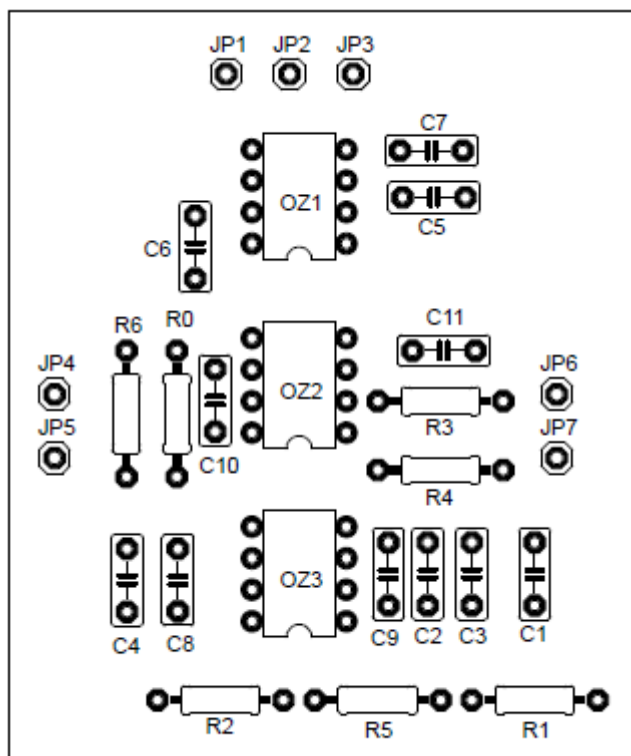 JP1 JP2 JP3
C7
OZ1
C5
C6
R6 R0
C11
JP4
JP6
OZ2
R3
JP5
JP7
C10
R4
OZ3
C4 C8
C9 C2 C3 C1
R2 R5 R1